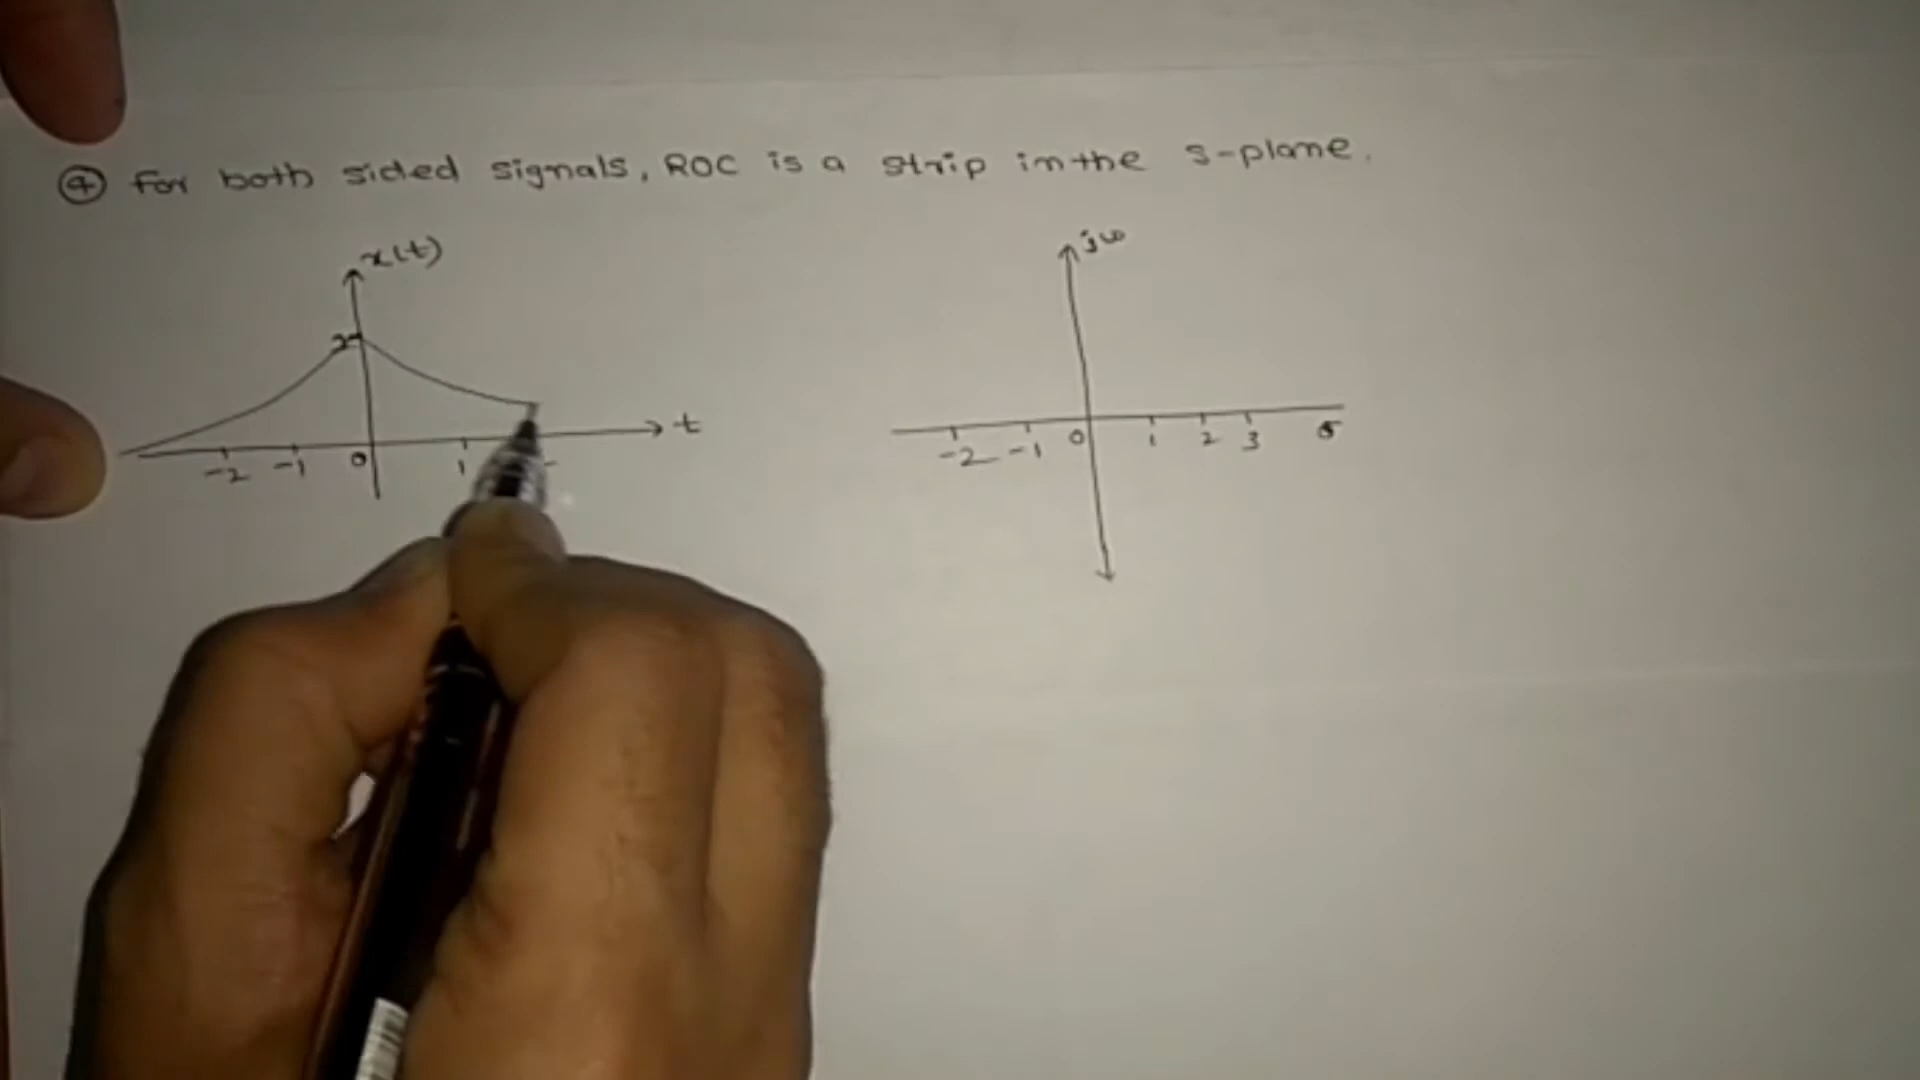 ④ For both sided signals, ROC is a strip in the s-plane.
x(t)
2
t
-2 -1 0 1
jω
-2 -1 0 1 2 3 σ